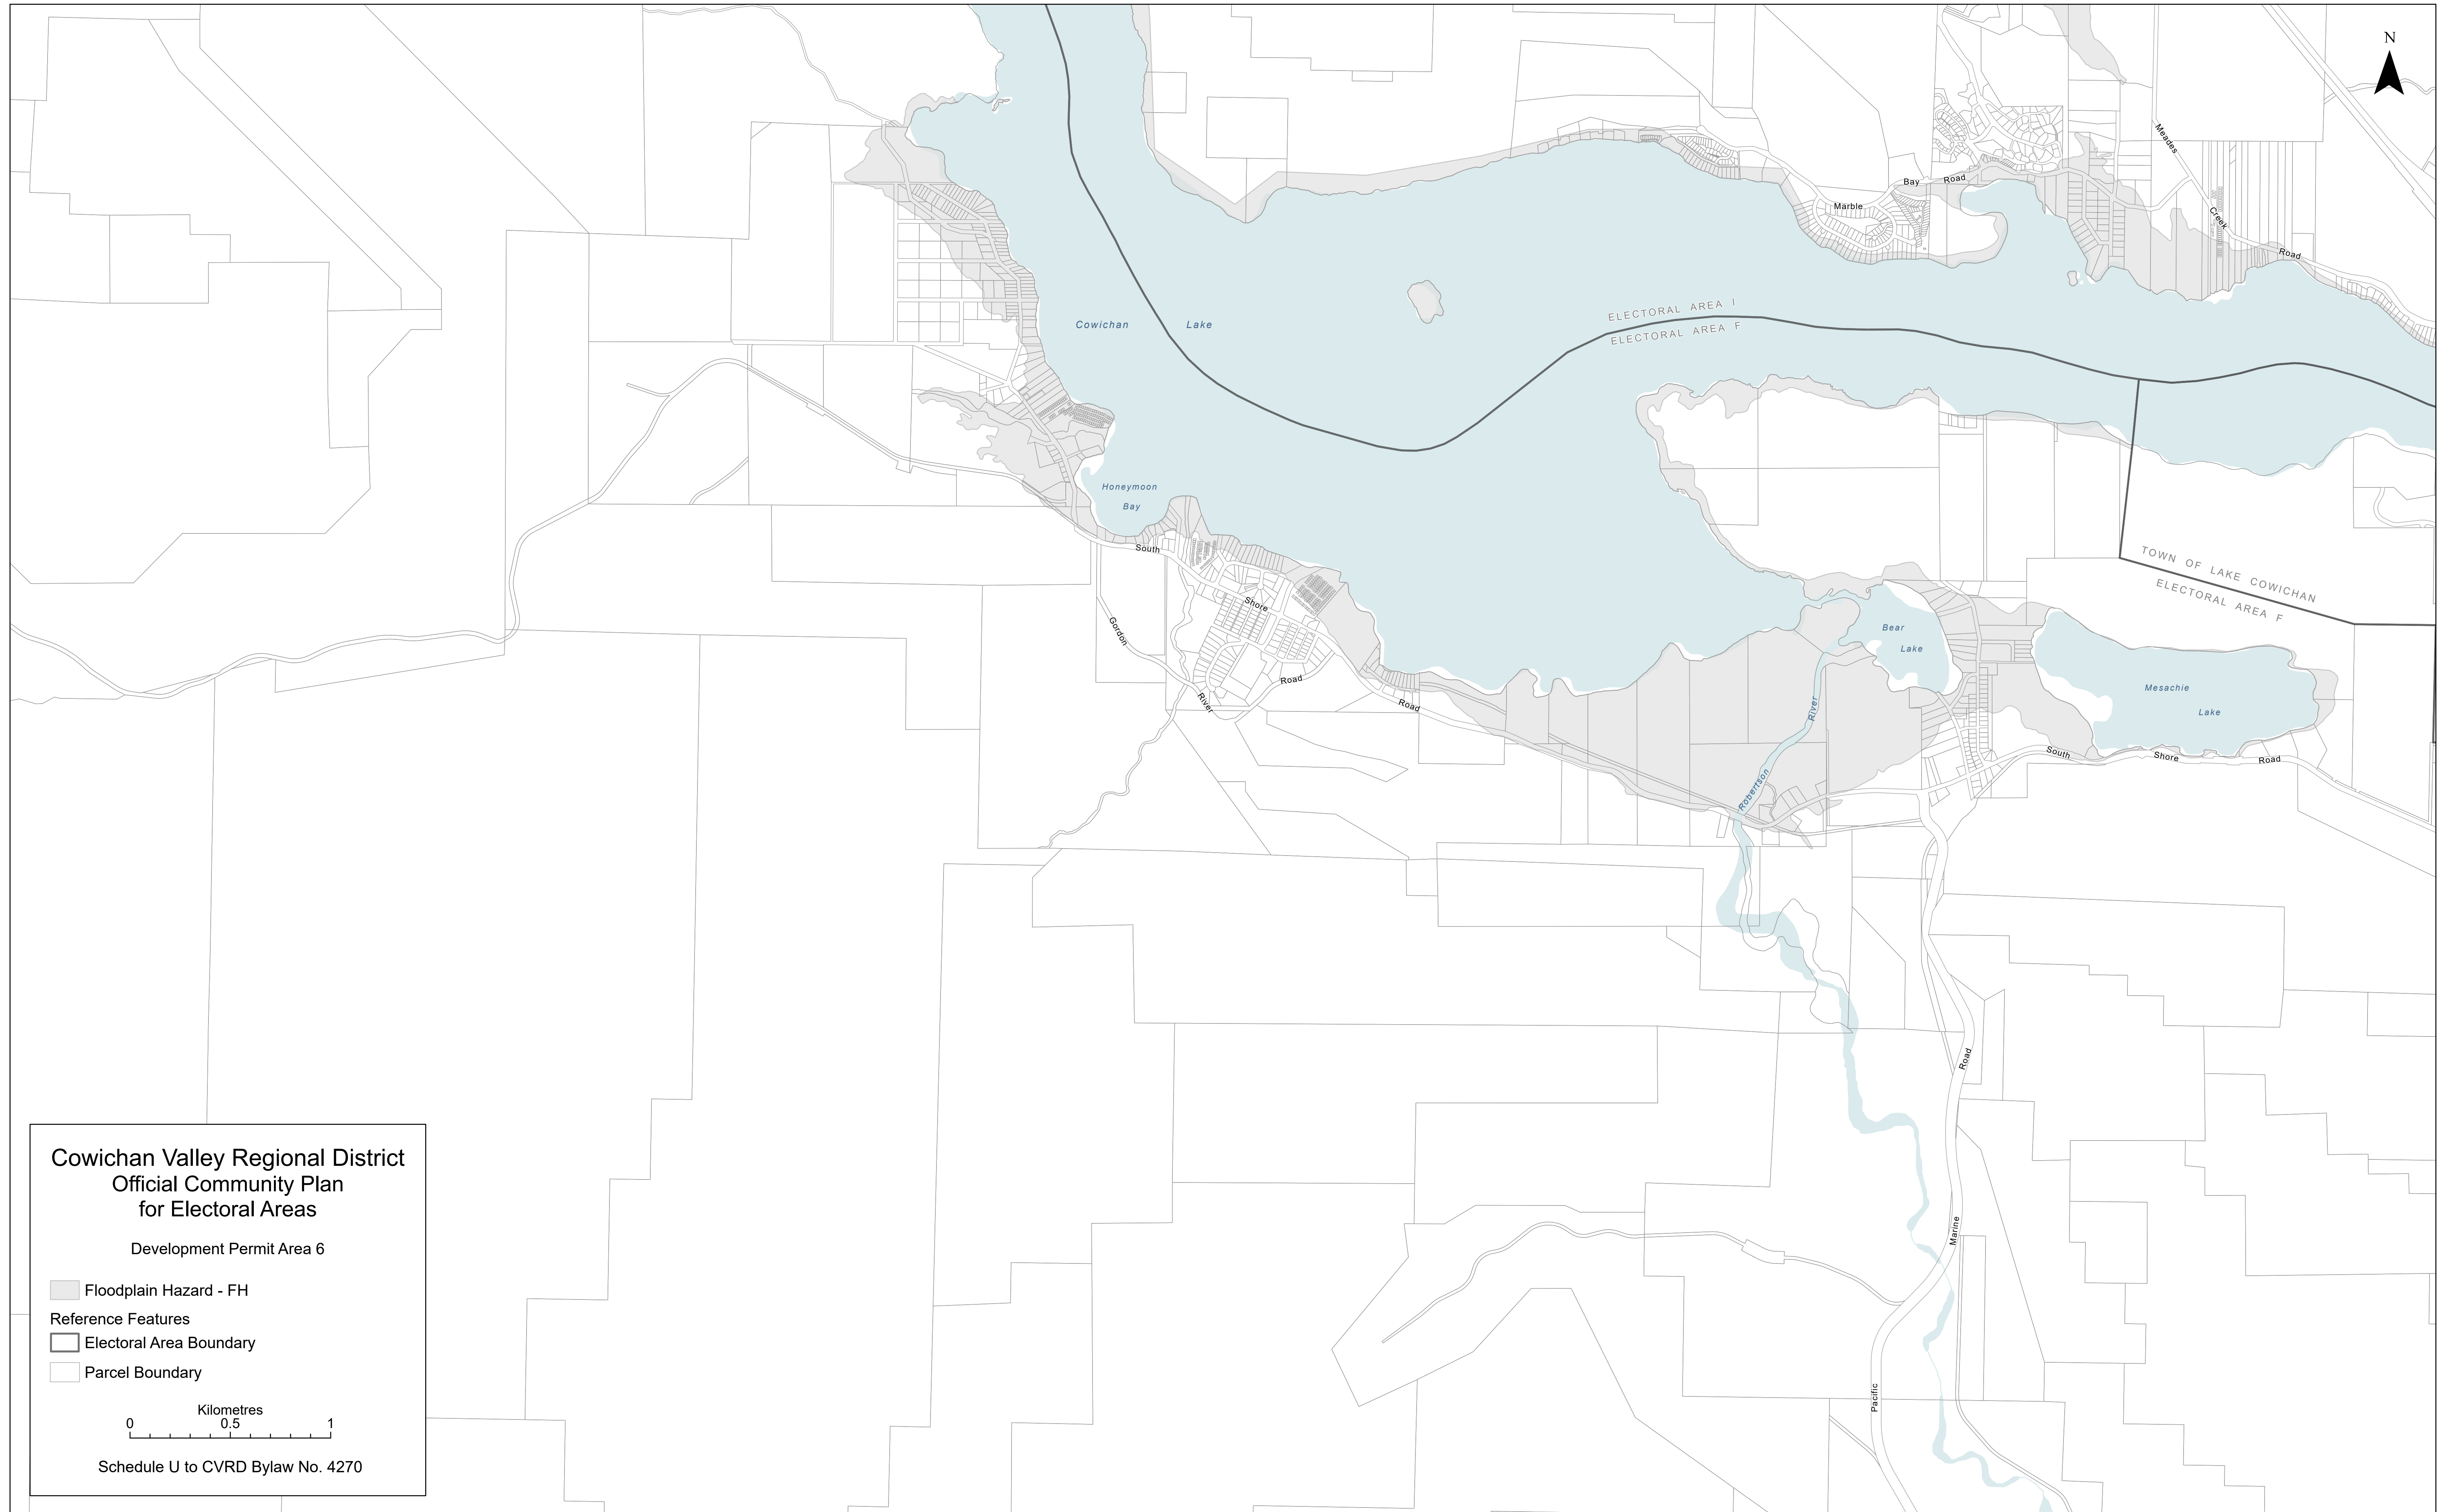 N
Meades
Creek
Road
Marble
Bay
Road
ELECTORAL AREA I
ELECTORAL AREA F
Cowichan Lake
Honeymoon
Bay
South
Shore
Road
Gordon
River
Road
TOWN OF LAKE COWICHAN
ELECTORAL AREA F
Bear
Lake
Mesachie
Lake
Robertson
River
South
Shore
Road
Pacific
Marine
Road
Cowichan Valley Regional District
Official Community Plan
for Electoral Areas
Development Permit Area 6
Floodplain Hazard - FH
Reference Features
Electoral Area Boundary
Parcel Boundary
Kilometres
0 0.5 1
Schedule U to CVRD Bylaw No. 4270